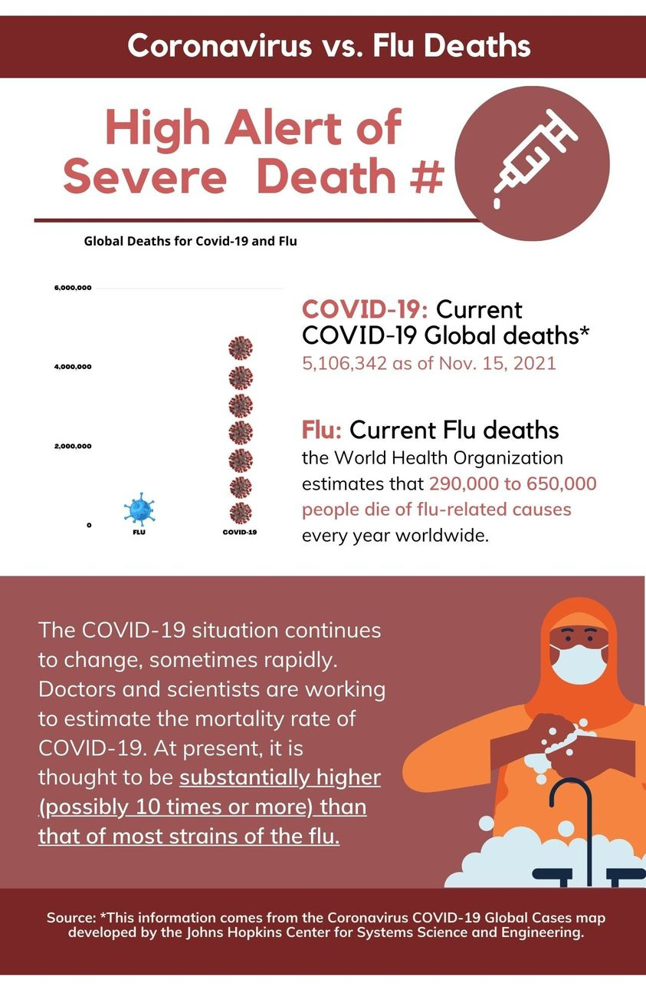 Coronavirus vs. Flu Deaths
High Alert of
Severe Death #
Global Deaths for Covid-19 and Flu
6,000,000
4,000,000
2,000,000
0
FLU
COVID-19
COVID-19: Current
COVID-19 Global deaths*
5,106,342 as of Nov. 15, 2021
Flu: Current Flu deaths
the World Health Organization
estimates that 290,000 to 650,000
people die of flu-related causes
every year worldwide.
The COVID-19 situation continues
to change, sometimes rapidly.
Doctors and scientists are working
to estimate the mortality rate of
COVID-19. At present, it is
thought to be substantially higher
(possibly 10 times or more) than
that of most strains of the flu.
Source: *This information comes from the Coronavirus COVID-19 Global Cases map
developed by the Johns Hopkins Center for Systems Science and Engineering.